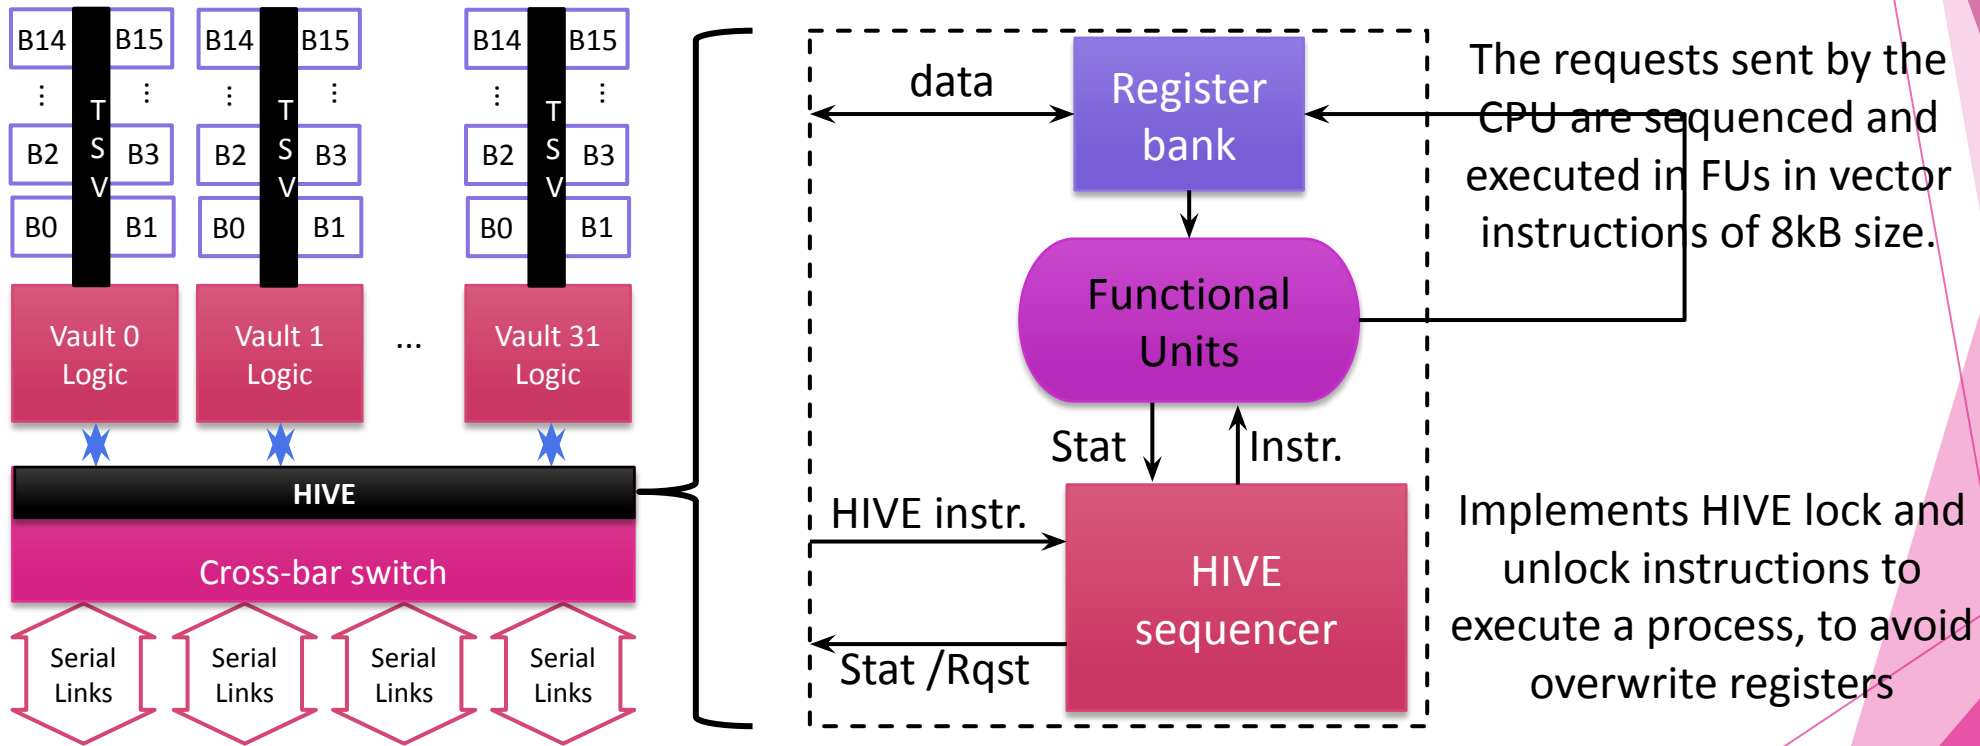 B14 B15 B14 B15 B14 B15
⋮ ⋮ ⋮ ⋮ ⋮ ⋮
T S V T S V T S V
B2 B3 B2 B3 B2 B3
B0 B1 B0 B1 B0 B1
Vault 0
Logic
Vault 1
Logic
...
Vault 31
Logic
HIVE
Cross-bar switch
Serial
Links
Serial
Links
Serial
Links
Serial
Links
data
Register
bank
Functional
Units
Stat
Instr.
HIVE instr.
HIVE
sequencer
Stat /Rqst
The requests sent by the
CPU are sequenced and
executed in FUs in vector
instructions of 8kB size.
Implements HIVE lock and
unlock instructions to
execute a process, to avoid
overwrite registers